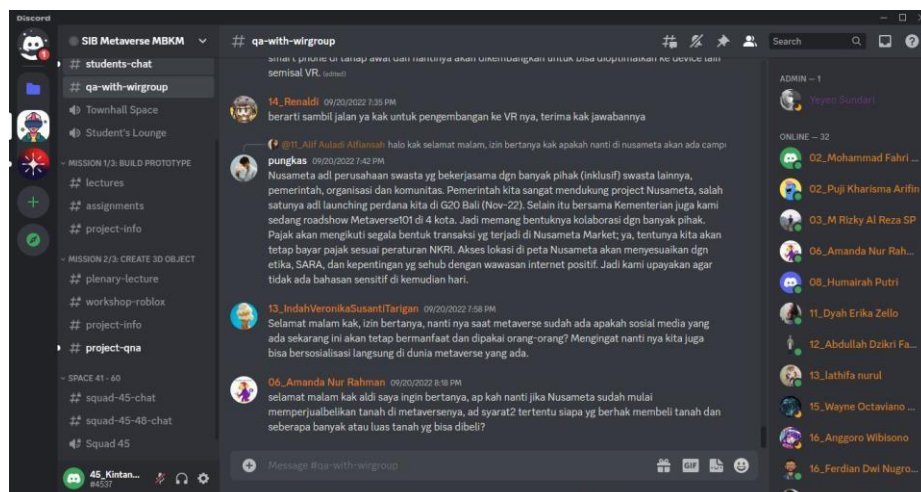 Discord
SIB Metaverse MBKM
students-chat
qa-with-wirgroup
Townhall Space
Student's Lounge
MISSION 1/3: BUILD PROTOTYPE
lectures
assignments
project-info
MISSION 2/3: CREATE 3D OBJECT
plenary-lecture
workshop-roblox
project-info
project-qna
SPACE 41 - 60
squad-45-chat
squad-45-48-chat
Squad 45
45_Kintan...
#4537
qa-with-wirgroup
Search
smart phone di tahap awal dan nantinya akan dikembangkan untuk bisa dioptimalkan ke device lain
semisal VR. (edited)
14_Renaldi 09/20/2022 7:35 PM
berarti sambil jalan ya kak untuk pengembangan ke VR nya, terima kak jawabannya
@11_Alif Auladi Alfiansah halo kak selamat malam, izin bertanya kak apakah nanti di nusameta akan ada campu
pungkas 09/20/2022 7:42 PM
Nusameta adl perusahaan swasta yg bekerjasama dgn banyak pihak (inklusif) swasta lainnya,
pemerintah, organisasi dan komunitas. Pemerintah kita sangat mendukung project Nusameta, salah
satunya adl launching perdana kita di G20 Bali (Nov-22). Selain itu bersama Kementerian juga kami
sedang roadshow Metaverse101 di 4 kota. Jadi memang bentuknya kolaborasi dgn banyak pihak.
Pajak akan mengikuti segala bentuk transaksi yg terjadi di Nusameta Market; ya, tentunya kita akan
tetap bayar pajak sesuai peraturan NKRI. Akses lokasi di peta Nusameta akan menyesuaikan dgn
etika, SARA, dan kepentingan yg sehub dengan wawasan internet positif. Jadi kami upayakan agar
tidak ada bahasan sensitif di kemudian hari.
13_IndahVeronikaSusantiTarigan 09/20/2022 7:58 PM
Selamat malam kak, izin bertanya, nanti nya saat metaverse sudah ada apakah sosial media yang
ada sekarang ini akan tetap bermanfaat dan dipakai orang-orang? Mengingat nanti nya kita juga
bisa bersosialisasi langsung di dunia metaverse yang ada.
06_Amanda Nur Rahman 09/20/2022 8:18 PM
selamat malam kak aldi saya ingin bertanya, ap kah nanti jika Nusameta sudah mulai
memperjualbelikan tanah di metaversenya, ad syarat2 tertentu siapa yg berhak membeli tanah dan
seberapa banyak atau luas tanah yg bisa dibeli?
Message #qa-with-wirgroup
GIF
ADMIN — 1
Yeyen Sundari
ONLINE — 32
02_Mohammad Fahri ...
02_Puji Kharisma Arifin
03_M Rizky Al Reza SP
06_Amanda Nur Rah...
08_Humairah Putri
11_Dyah Erika Zello
12_Abdullah Dzikri Fa...
13_lathifa nurul
15_Wayne Octaviano ...
16_Anggoro Wibisono
16_Ferdian Dwi Nugro...